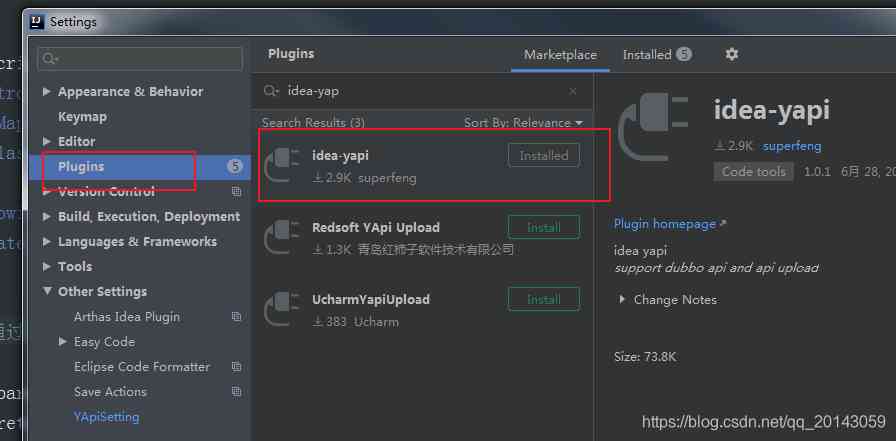 Settings
Plugins
Marketplace
Installed 5
idea-yap
Search Results (3)
Sort By: Relevance
idea-yapi
Installed
2.9K superfeng
Redsoft YApi Upload
Install
1.3K 青岛红柿子软件技术有限公司
UcharmYapiUpload
Install
383 Ucharm
Appearance & Behavior
Keymap
Editor
Plugins 5
Version Control
Build, Execution, Deployment
Languages & Frameworks
Tools
Other Settings
Arthas Idea Plugin
Easy Code
Eclipse Code Formatter
Save Actions
YApiSetting
idea-yapi
2.9K superfeng
Code tools 1.0.1 6月 28, 20
Plugin homepage
idea yapi
support dubbo api and api upload
Change Notes
Size: 73.8K
https://blog.csdn.net/qq_20143059